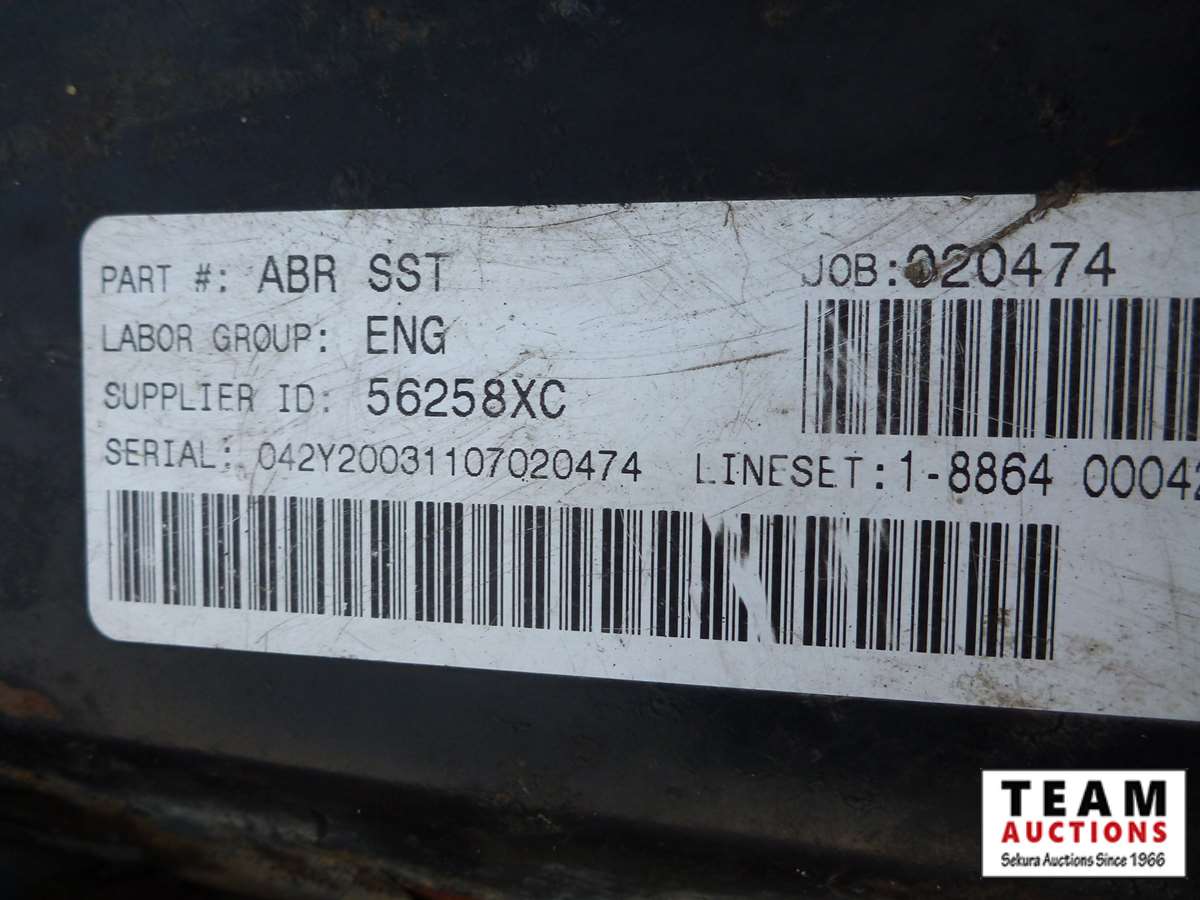 PART #: ABR SST
JOB:020474
LABOR GROUP: ENG
SUPPLIER ID: 56258XC
SERIAL: 042Y20031107020474 LINESET:1-8864 00042
TEAM
AUCTIONS
Sekura Auctions Since 1966